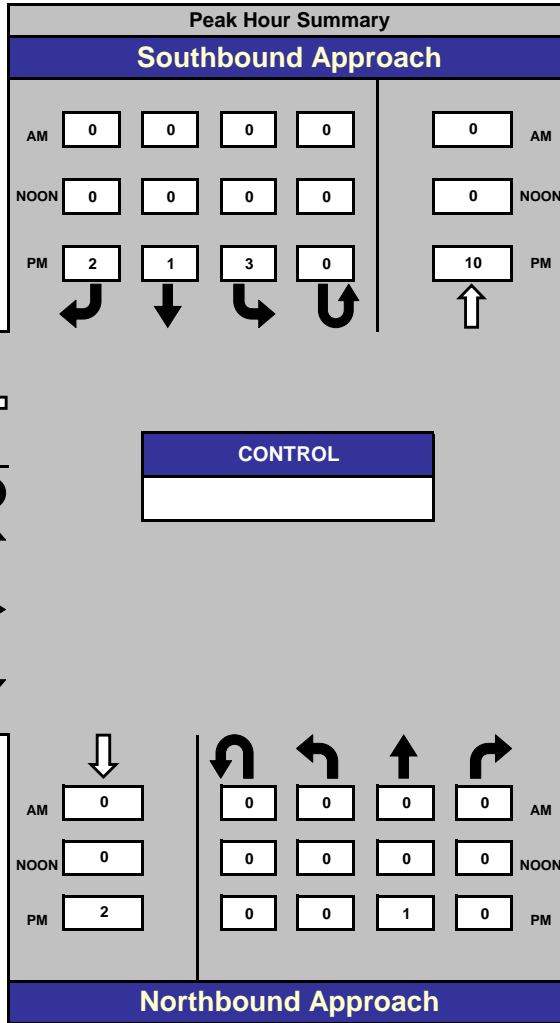 Peak Hour Summary
Southbound Approach
AM 0 0 0 0 0 AM
NOON 0 0 0 0 0 NOON
PM 2 1 3 0 10 PM
CONTROL
AM 0 0 0 0 0 AM
NOON 0 0 0 0 0 NOON
PM 2 0 0 1 0 PM
Northbound Approach